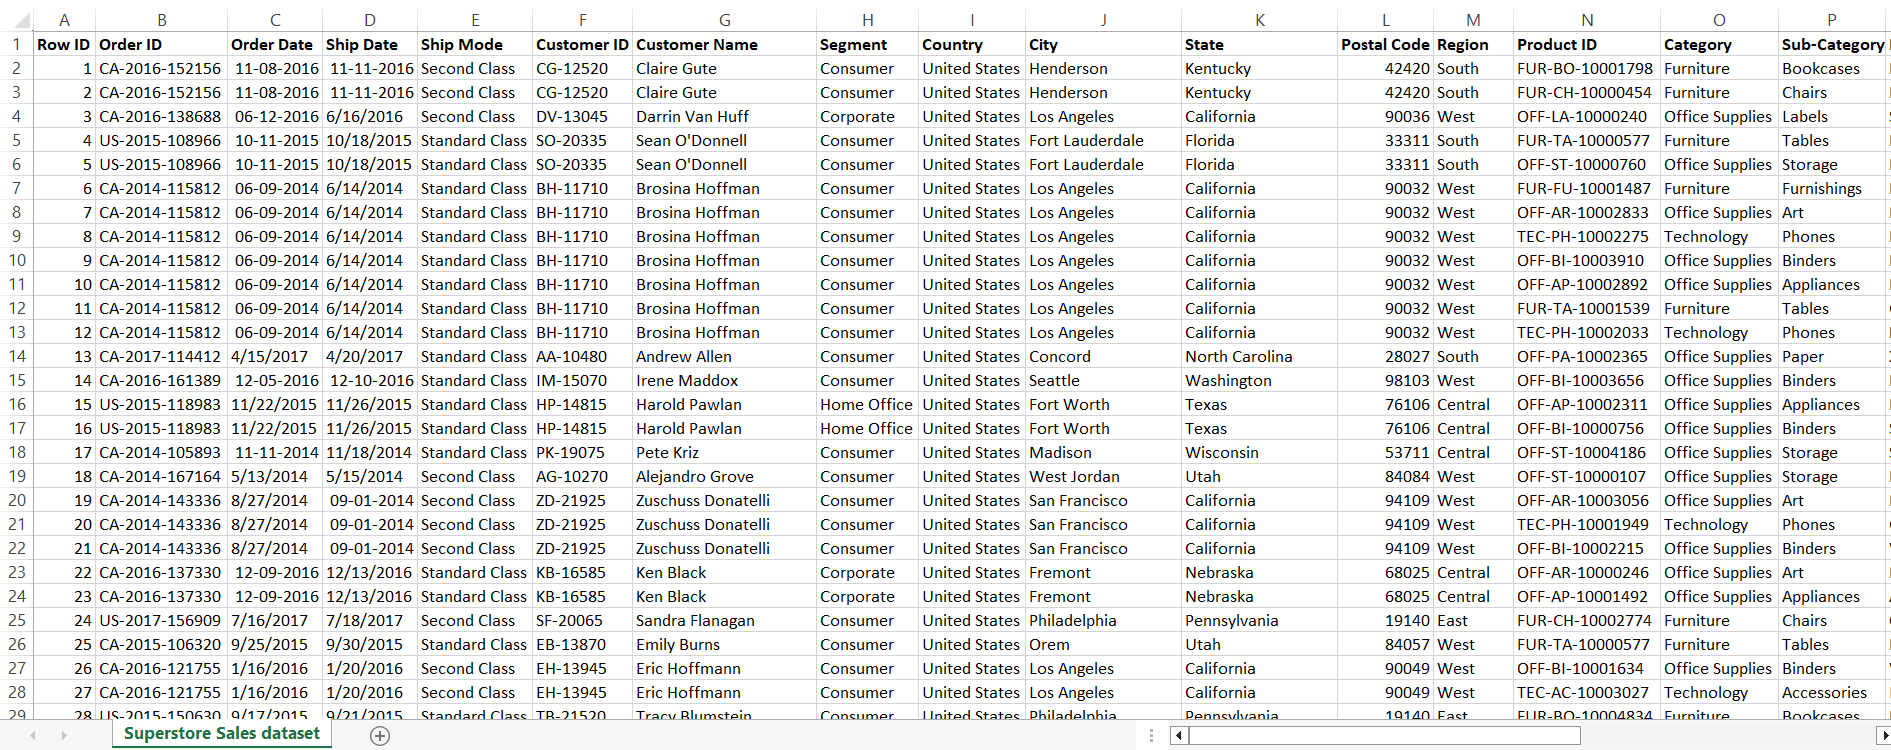 A B C D E F G H I J K L M N O P
1 Row ID Order ID Order Date Ship Date Ship Mode Customer ID Customer Name Segment Country City State Postal Code Region Product ID Category Sub-Category
2 1 CA-2016-152156 11-08-2016 11-11-2016 Second Class CG-12520 Claire Gute Consumer United States Henderson Kentucky 42420 South FUR-BO-10001798 Furniture Bookcases
3 2 CA-2016-152156 11-08-2016 11-11-2016 Second Class CG-12520 Claire Gute Consumer United States Henderson Kentucky 42420 South FUR-CH-10000454 Furniture Chairs
4 3 CA-2016-138688 06-12-2016 6/16/2016 Second Class DV-13045 Darrin Van Huff Corporate United States Los Angeles California 90036 West OFF-LA-10000240 Office Supplies Labels
5 4 US-2015-108966 10-11-2015 10/18/2015 Standard Class SO-20335 Sean O'Donnell Consumer United States Fort Lauderdale Florida 33311 South FUR-TA-10000577 Furniture Tables
6 5 US-2015-108966 10-11-2015 10/18/2015 Standard Class SO-20335 Sean O'Donnell Consumer United States Fort Lauderdale Florida 33311 South OFF-ST-10000760 Office Supplies Storage
7 6 CA-2014-115812 06-09-2014 6/14/2014 Standard Class BH-11710 Brosina Hoffman Consumer United States Los Angeles California 90032 West FUR-FU-10001487 Furniture Furnishings
8 7 CA-2014-115812 06-09-2014 6/14/2014 Standard Class BH-11710 Brosina Hoffman Consumer United States Los Angeles California 90032 West OFF-AR-10002833 Office Supplies Art
9 8 CA-2014-115812 06-09-2014 6/14/2014 Standard Class BH-11710 Brosina Hoffman Consumer United States Los Angeles California 90032 West TEC-PH-10002275 Technology Phones
10 9 CA-2014-115812 06-09-2014 6/14/2014 Standard Class BH-11710 Brosina Hoffman Consumer United States Los Angeles California 90032 West OFF-BI-10003910 Office Supplies Binders
11 10 CA-2014-115812 06-09-2014 6/14/2014 Standard Class BH-11710 Brosina Hoffman Consumer United States Los Angeles California 90032 West OFF-AP-10002892 Office Supplies Appliances
12 11 CA-2014-115812 06-09-2014 6/14/2014 Standard Class BH-11710 Brosina Hoffman Consumer United States Los Angeles California 90032 West FUR-TA-10001539 Furniture Tables
13 12 CA-2014-115812 06-09-2014 6/14/2014 Standard Class BH-11710 Brosina Hoffman Consumer United States Los Angeles California 90032 West TEC-PH-10002033 Technology Phones
14 13 CA-2017-114412 4/15/2017 4/20/2017 Standard Class AA-10480 Andrew Allen Consumer United States Concord North Carolina 28027 South OFF-PA-10002365 Office Supplies Paper
15 14 CA-2016-161389 12-05-2016 12-10-2016 Standard Class IM-15070 Irene Maddox Consumer United States Seattle Washington 98103 West OFF-BI-10003656 Office Supplies Binders
16 15 US-2015-118983 11/22/2015 11/26/2015 Standard Class HP-14815 Harold Pawlan Home Office United States Fort Worth Texas 76106 Central OFF-AP-10002311 Office Supplies Appliances
17 16 US-2015-118983 11/22/2015 11/26/2015 Standard Class HP-14815 Harold Pawlan Home Office United States Fort Worth Texas 76106 Central OFF-BI-10000756 Office Supplies Binders
18 17 CA-2014-105893 11-11-2014 11/18/2014 Standard Class PK-19075 Pete Kriz Consumer United States Madison Wisconsin 53711 Central OFF-ST-10004186 Office Supplies Storage
19 18 CA-2014-167164 5/13/2014 5/15/2014 Second Class AG-10270 Alejandro Grove Consumer United States West Jordan Utah 84084 West OFF-ST-10000107 Office Supplies Storage
20 19 CA-2014-143336 8/27/2014 09-01-2014 Second Class ZD-21925 Zuschuss Donatelli Consumer United States San Francisco California 94109 West OFF-AR-10003056 Office Supplies Art
21 20 CA-2014-143336 8/27/2014 09-01-2014 Second Class ZD-21925 Zuschuss Donatelli Consumer United States San Francisco California 94109 West TEC-PH-10001949 Technology Phones
22 21 CA-2014-143336 8/27/2014 09-01-2014 Second Class ZD-21925 Zuschuss Donatelli Consumer United States San Francisco California 94109 West OFF-BI-10002215 Office Supplies Binders
23 22 CA-2016-137330 12-09-2016 12/13/2016 Standard Class KB-16585 Ken Black Corporate United States Fremont Nebraska 68025 Central OFF-AR-10000246 Office Supplies Art
24 23 CA-2016-137330 12-09-2016 12/13/2016 Standard Class KB-16585 Ken Black Corporate United States Fremont Nebraska 68025 Central OFF-AP-10001492 Office Supplies Appliances
25 24 US-2017-156909 7/16/2017 7/18/2017 Second Class SF-20065 Sandra Flanagan Consumer United States Philadelphia Pennsylvania 19140 East FUR-CH-10002774 Furniture Chairs
26 25 CA-2015-106320 9/25/2015 9/30/2015 Standard Class EB-13870 Emily Burns Consumer United States Orem Utah 84057 West FUR-TA-10000577 Furniture Tables
27 26 CA-2016-121755 1/16/2016 1/20/2016 Second Class EH-13945 Eric Hoffmann Consumer United States Los Angeles California 90049 West OFF-BI-10001634 Office Supplies Binders
28 27 CA-2016-121755 1/16/2016 1/20/2016 Second Class EH-13945 Eric Hoffmann Consumer United States Los Angeles California 90049 West TEC-AC-10003027 Technology Accessories
29 28 US-2015-150630 9/17/2015 9/21/2015 Standard Class TB-21520 Tracy Blumstein Consumer United States Philadelphia Pennsylvania 19140 East FUR-BO-10004834 Furniture Bookcases
Superstore Sales dataset